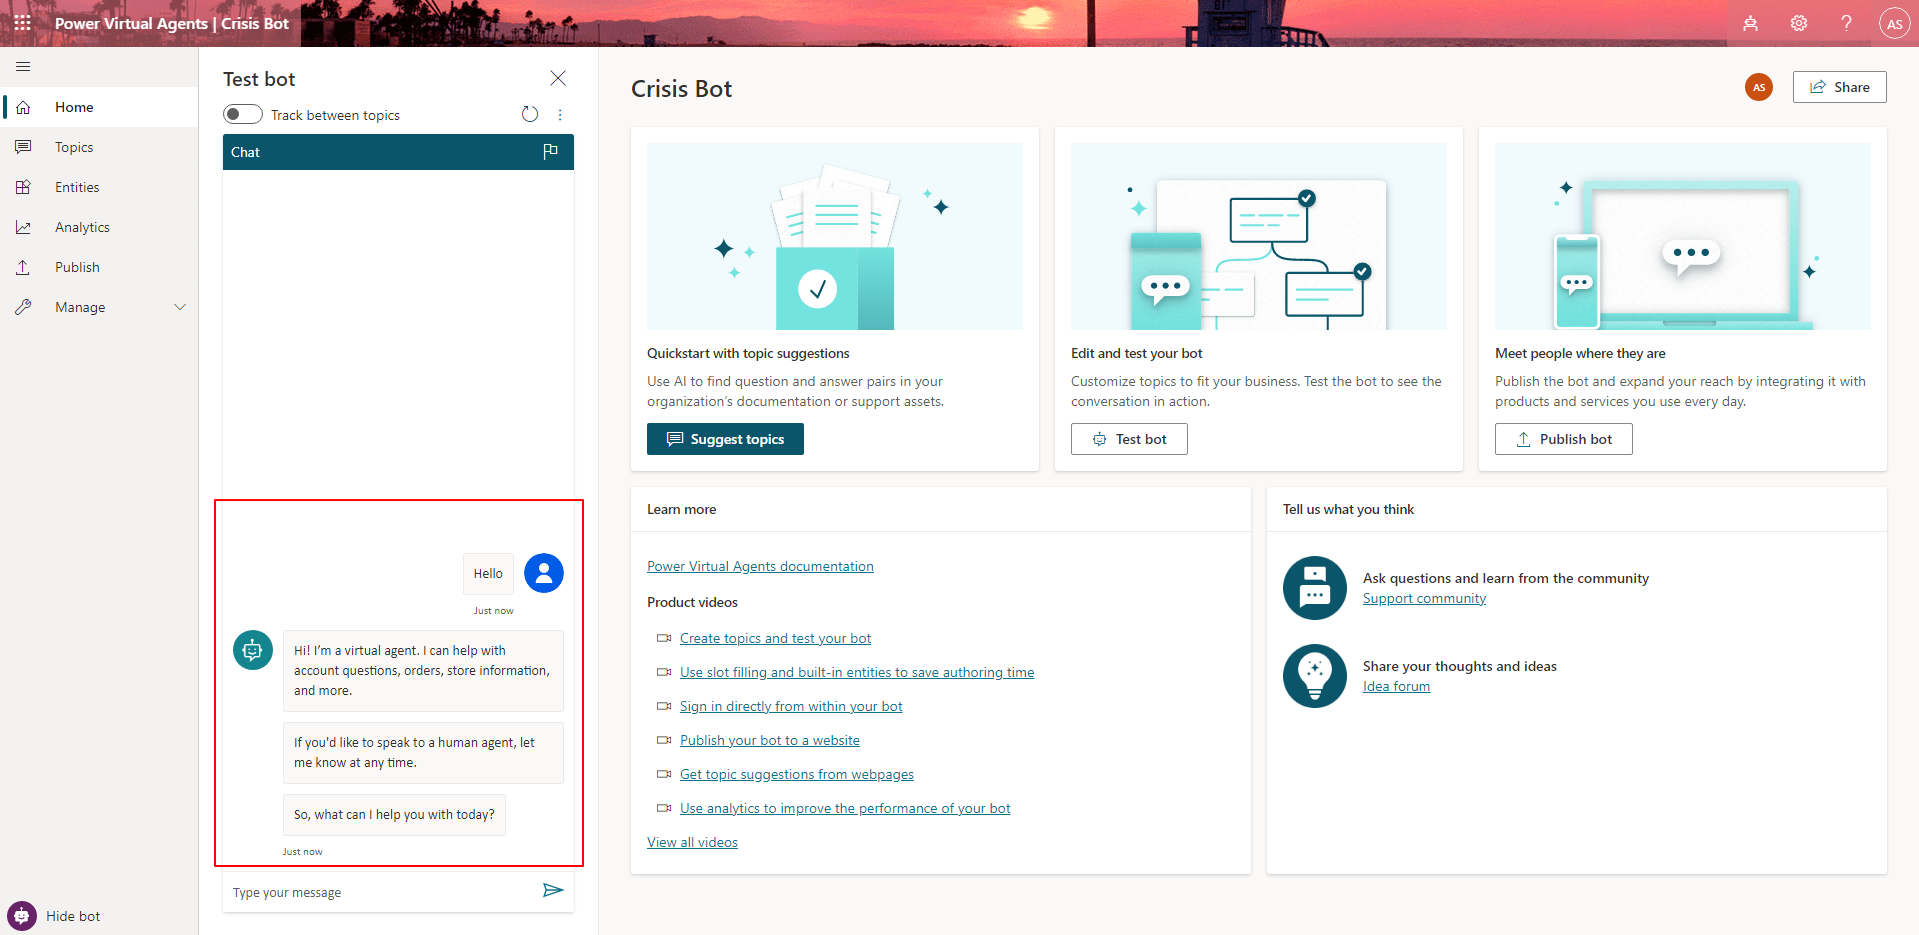 Power Virtual Agents | Crisis Bot
?
AS
Home
Topics
Entities
Analytics
Publish
Manage
Hide bot
Test bot
Track between topics
Chat
Hello
Just now
Hi! I'm a virtual agent. I can help with
account questions, orders, store information,
and more.
If you'd like to speak to a human agent, let
me know at any time.
So, what can I help you with today?
Just now
Type your message
Crisis Bot
AS
Share
Quickstart with topic suggestions
Use AI to find question and answer pairs in your
organization's documentation or support assets.
Suggest topics
Edit and test your bot
Customize topics to fit your business. Test the bot to see the
conversation in action.
Test bot
Meet people where they are
Publish the bot and expand your reach by integrating it with
products and services you use every day.
Publish bot
Learn more
Power Virtual Agents documentation
Product videos
Create topics and test your bot
Use slot filling and built-in entities to save authoring time
Sign in directly from within your bot
Publish your bot to a website
Get topic suggestions from webpages
Use analytics to improve the performance of your bot
View all videos
Tell us what you think
Ask questions and learn from the community
Support community
Share your thoughts and ideas
Idea forum